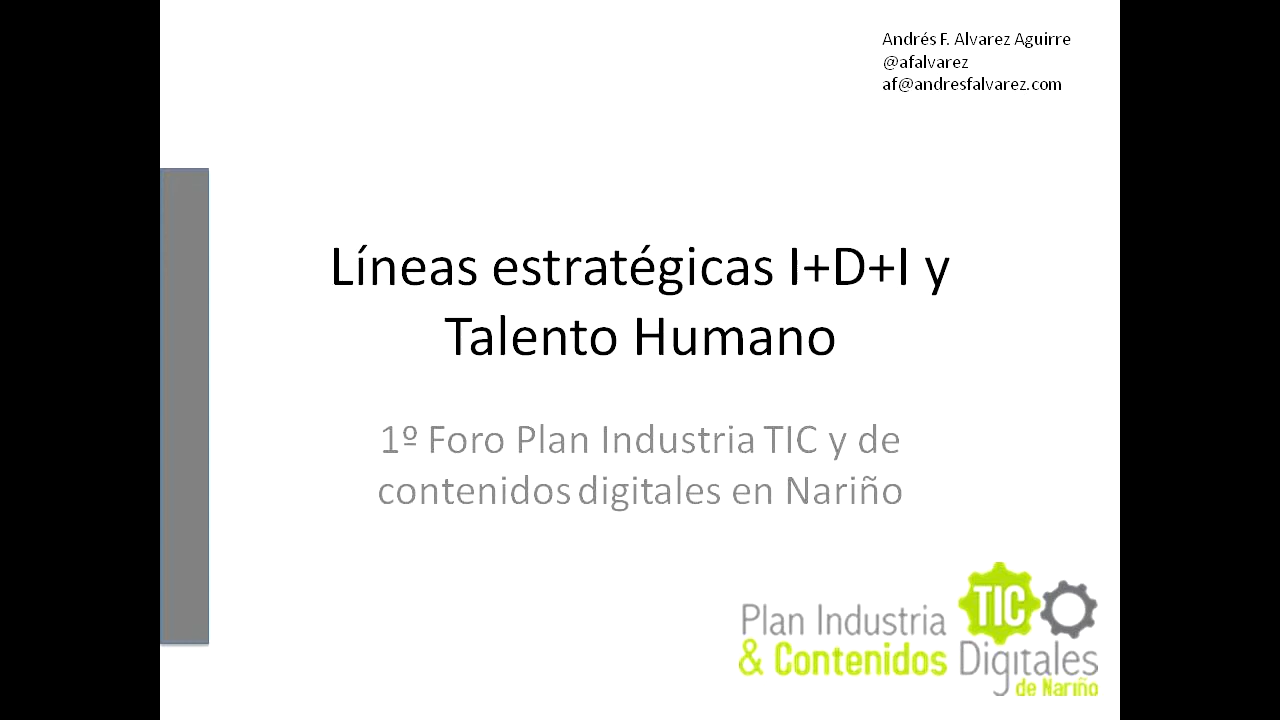 Andrés F. Alvarez Aguirre
@afalvarez
af@andresfalvarez.com
Líneas estratégicas I+D+I y
Talento Humano
1º Foro Plan Industria TIC y de
contenidos digitales en Nariño
TIC
Plan Industria
& Contenidos Digitales
de Nariño